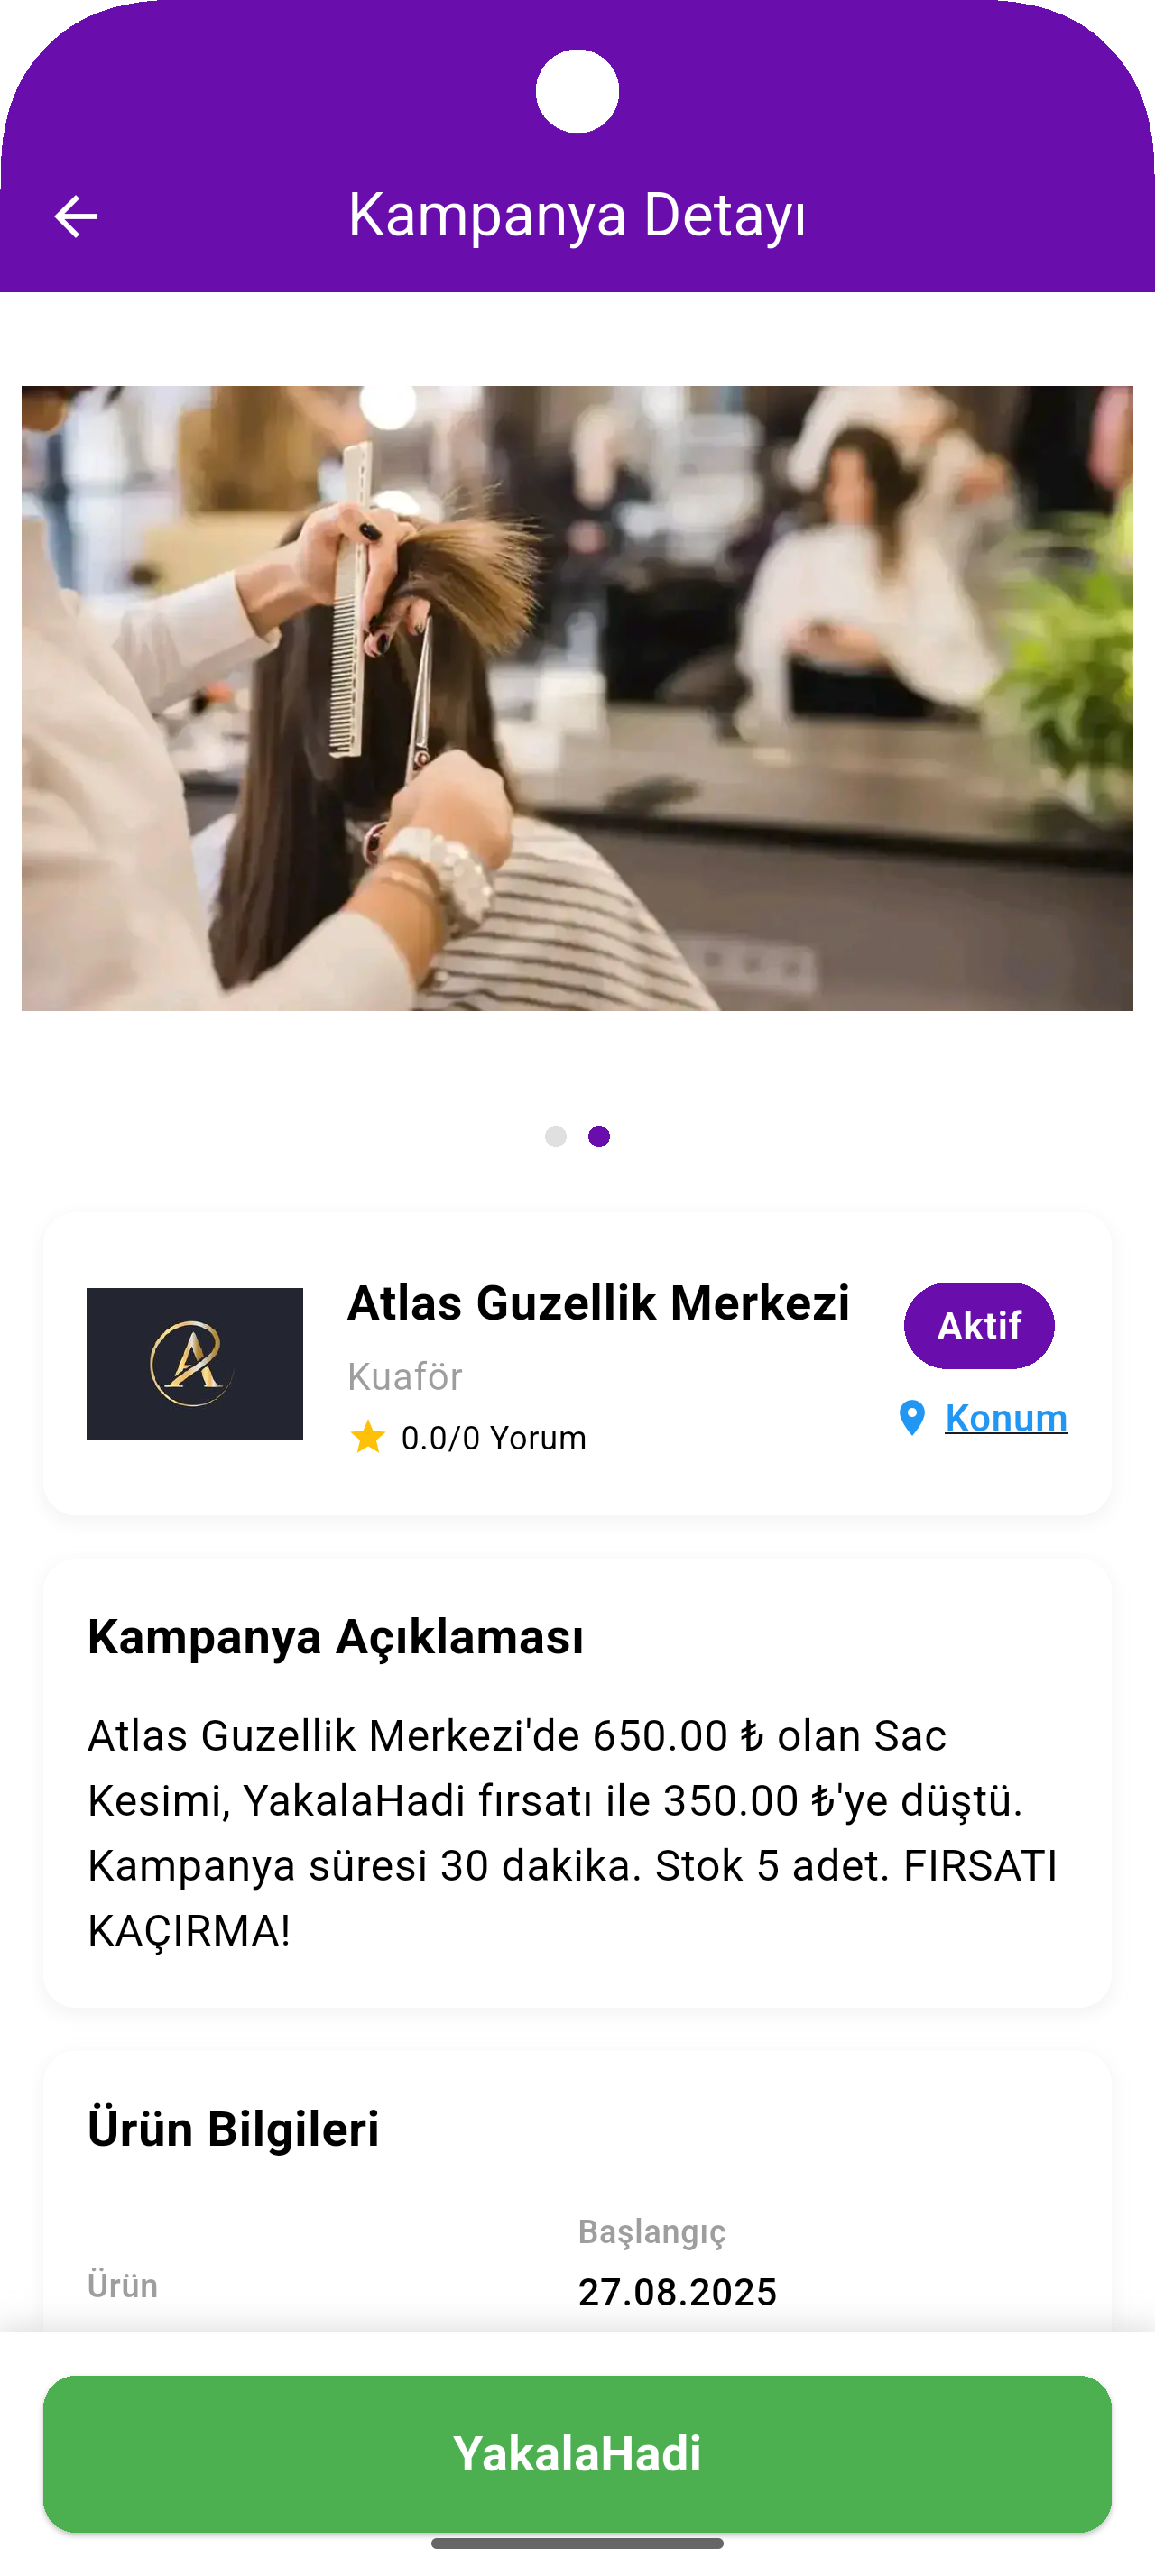 Kampanya Detayı
Atlas Guzellik Merkezi
Aktif
Kuaför
Konum
0.0/0 Yorum
Kampanya Açıklaması
Atlas Guzellik Merkezi'de 650.00 ₺ olan Sac
Kesimi, YakalaHadi fırsatı ile 350.00 ₺'ye düştü.
Kampanya süresi 30 dakika. Stok 5 adet. FIRSATI
KAÇIRMA!
Ürün Bilgileri
Başlangıç
Ürün
27.08.2025
YakalaHadi